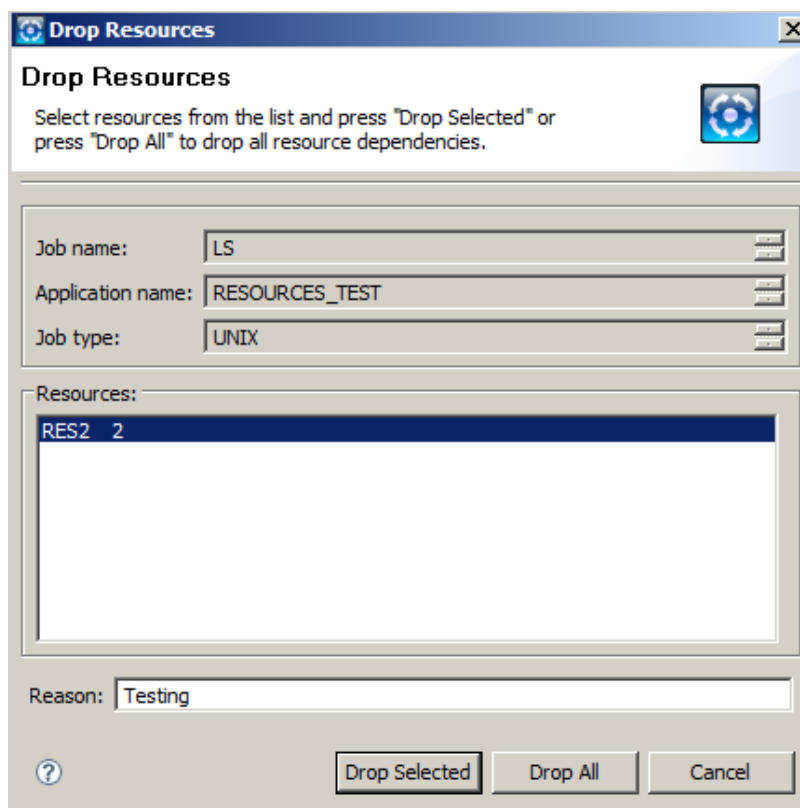 Drop Resources
Drop Resources
Select resources from the list and press "Drop Selected" or
press "Drop All" to drop all resource dependencies.
Job name: LS
Application name: RESOURCES_TEST
Job type: UNIX
Resources:
RES2 2
Reason: Testing
? Drop Selected Drop All Cancel